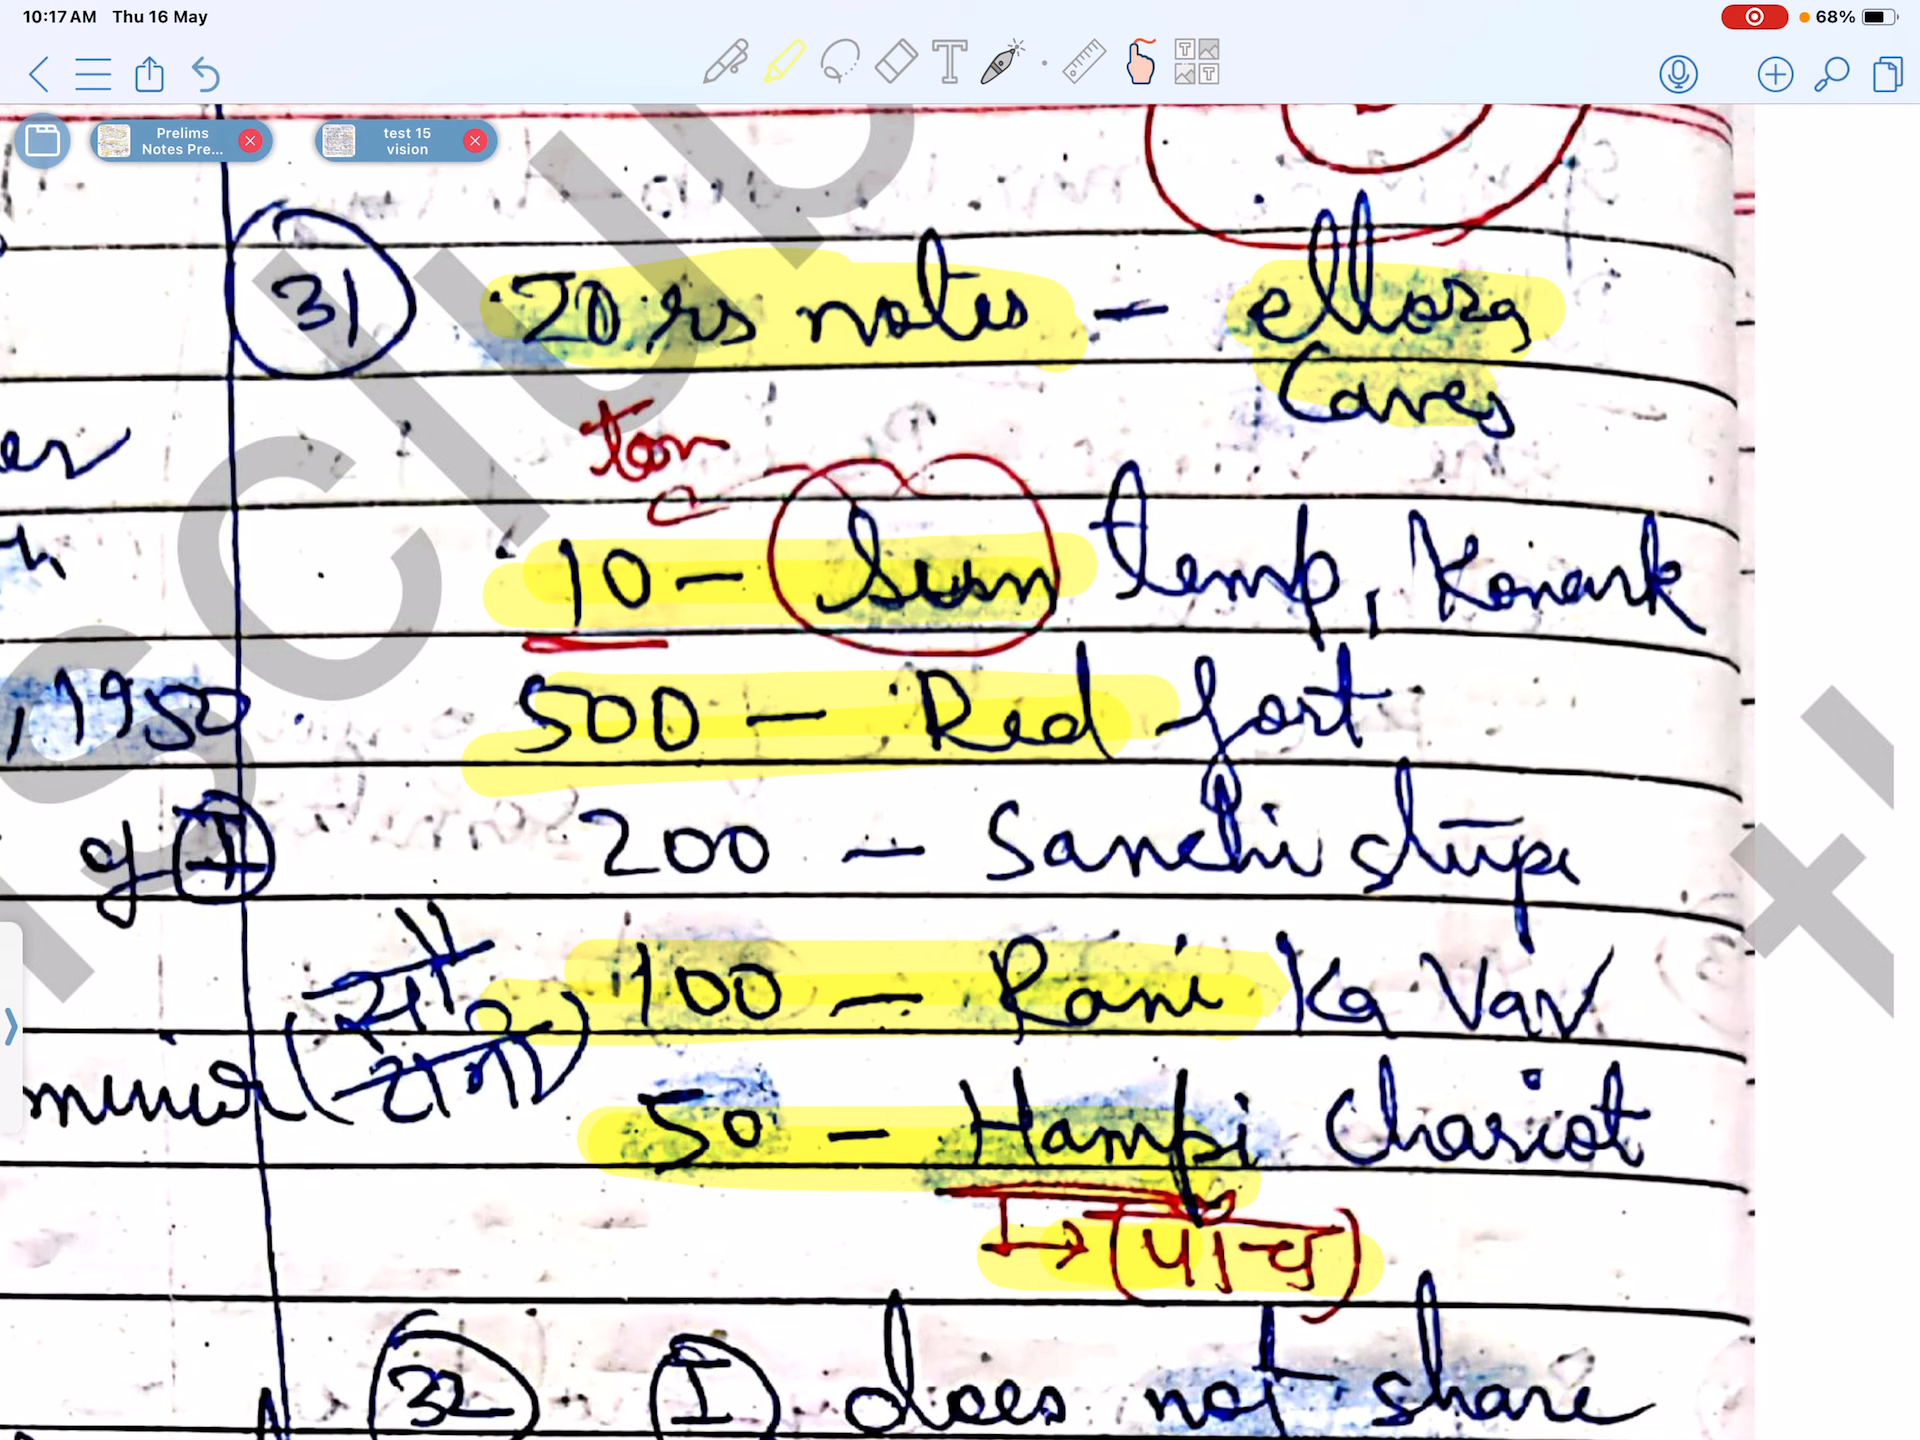 10:17 AM Thu 16 May
68%
Prelims
Notes Pre...
test 15
vision
31 20 rs notes - ellora
Caves
ton
10 - Sun temp, Konark
500 - Red fort
,1950
200 - Sanchi stupa
g I
100 - Rani Ka Vav
50 - Hampi Chariot
→ (पांच)
32 I does not share